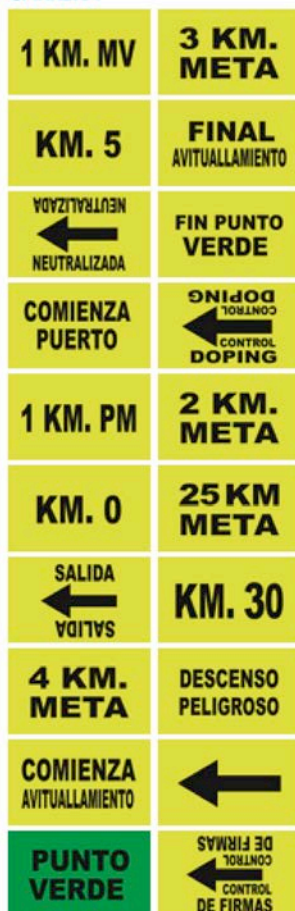 1 KM. MV
3 KM.
META
KM. 5
FINAL
AVITUALLAMIENTO
NEUTRALIZADA
NEUTRALIZADA
FIN PUNTO
VERDE
COMIENZA
PUERTO
DOPING
CONTROL
CONTROL
DOPING
1 KM. PM
2 KM.
META
KM. 0
25 KM
META
SALIDA
SALIDA
KM. 30
4 KM.
META
DESCENSO
PELIGROSO
COMIENZA
AVITUALLAMIENTO
PUNTO
VERDE
DE FIRMAS
CONTROL
CONTROL
DE FIRMAS